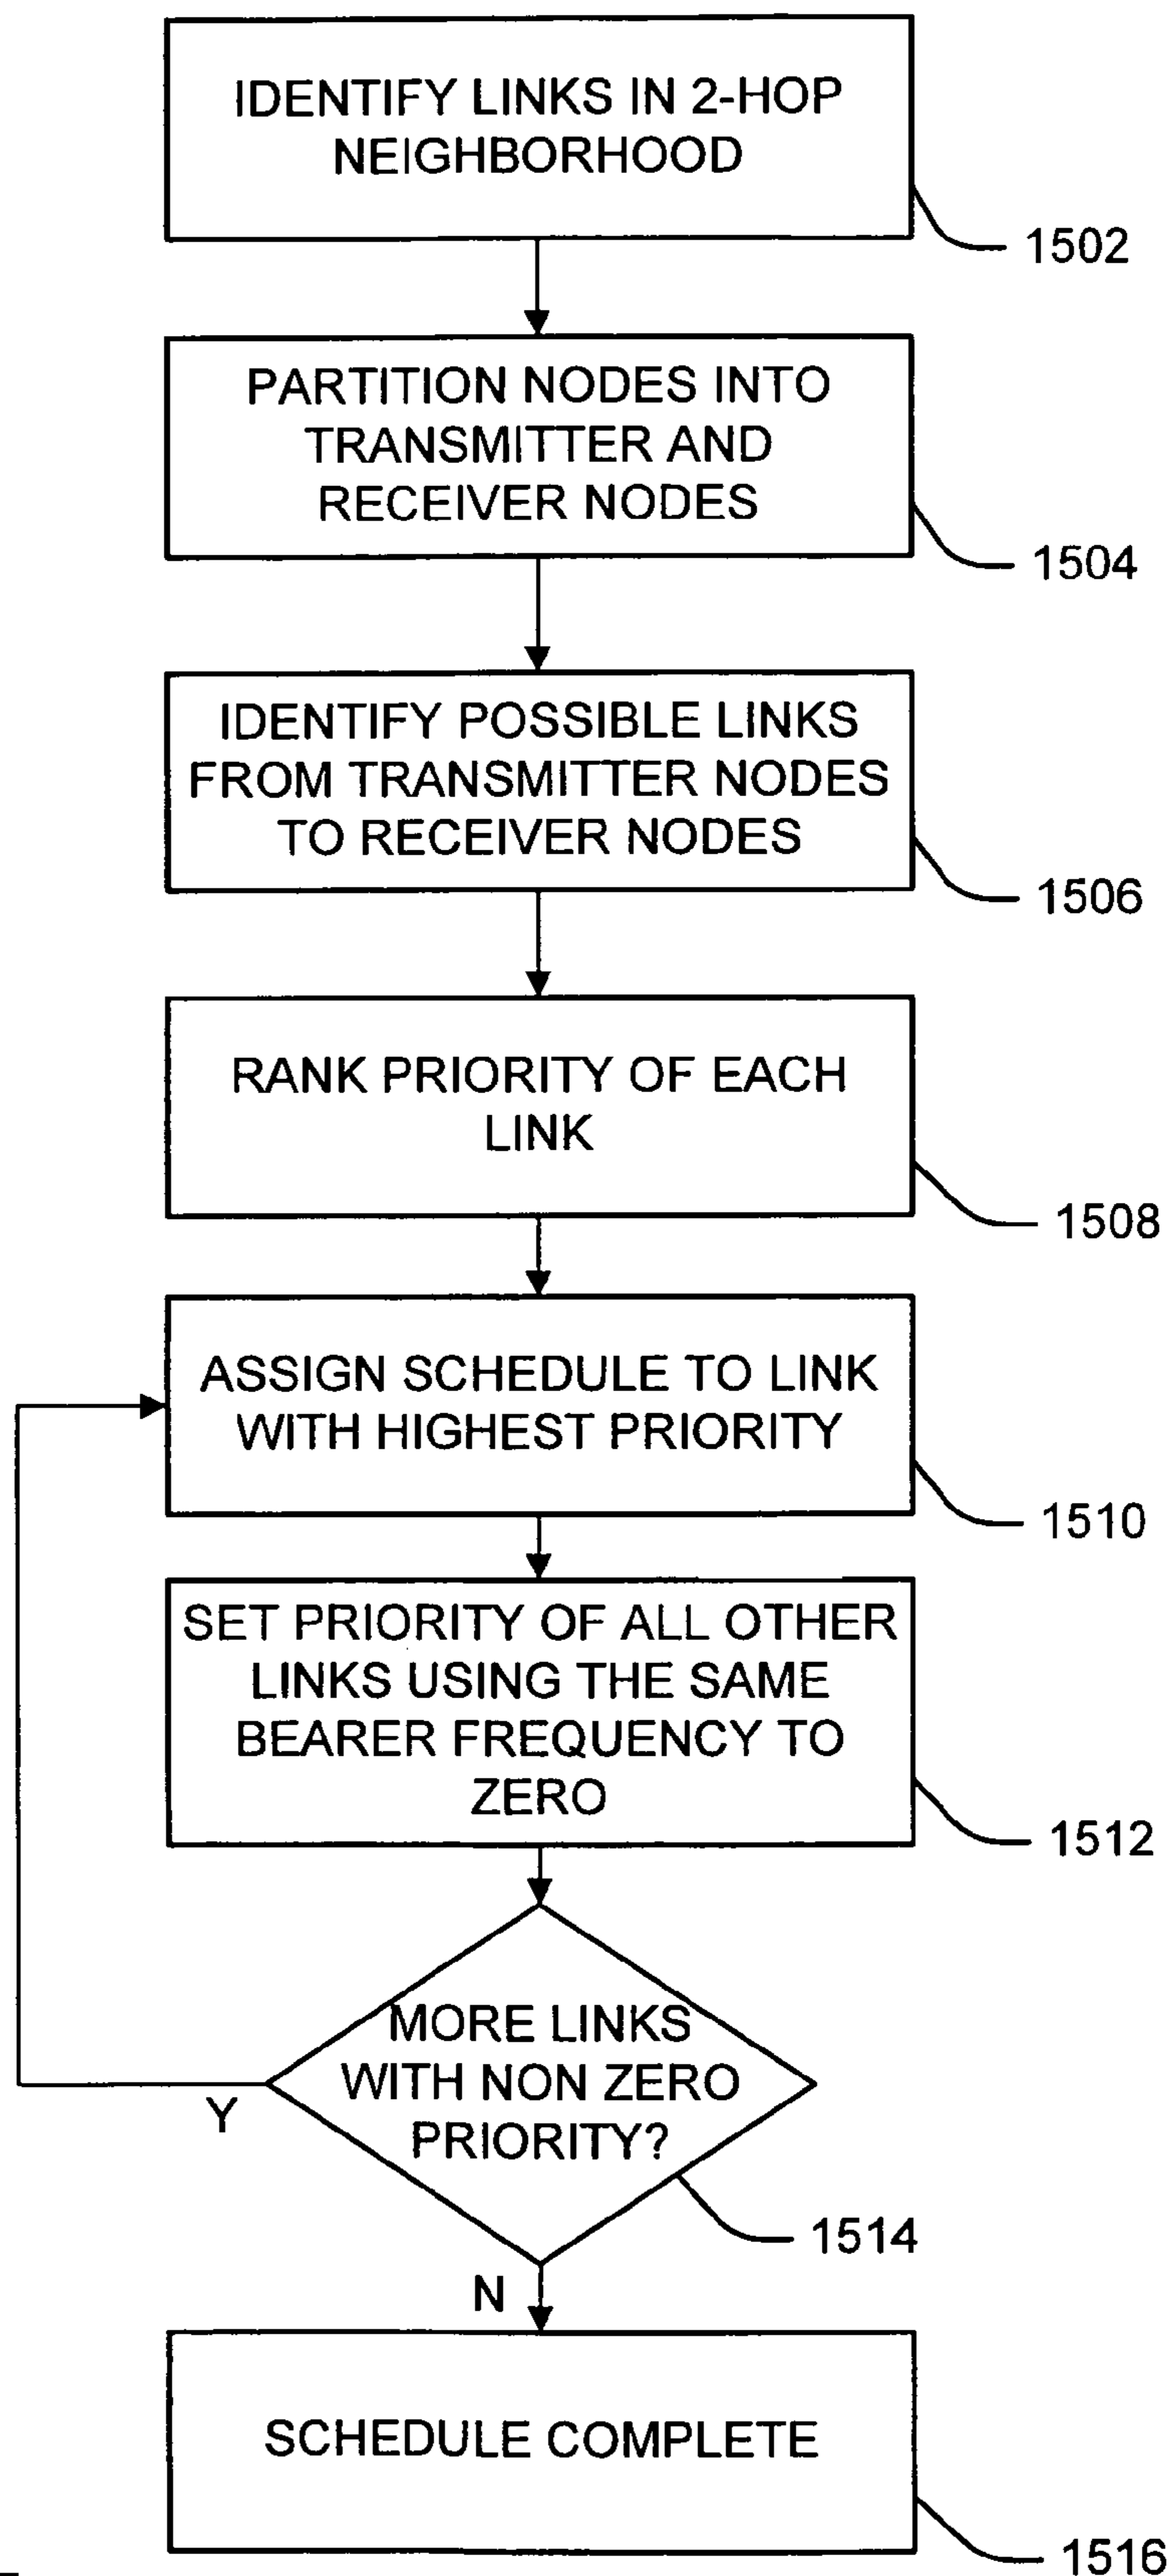 IDENTIFY LINKS IN 2-HOP
NEIGHBORHOOD
1502
PARTITION NODES INTO
TRANSMITTER AND
RECEIVER NODES
1504
IDENTIFY POSSIBLE LINKS
FROM TRANSMITTER NODES
TO RECEIVER NODES
1506
RANK PRIORITY OF EACH
LINK
1508
ASSIGN SCHEDULE TO LINK
WITH HIGHEST PRIORITY
1510
SET PRIORITY OF ALL OTHER
LINKS USING THE SAME
BEARER FREQUENCY TO
ZERO
1512
MORE LINKS
WITH NON ZERO
PRIORITY?
Y
1514
N
SCHEDULE COMPLETE
1516